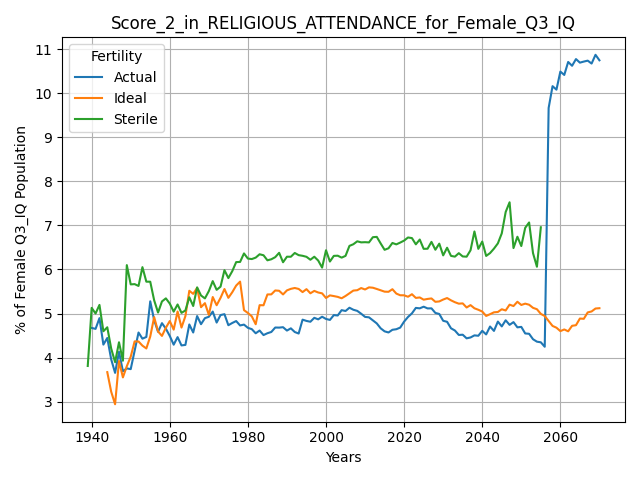 Score_2_in_RELIGIOUS_ATTENDANCE_for_Female_Q3_IQ
% of Female Q3_IQ Population
11
10
9
8
7
6
5
4
3
Fertility
Actual
Ideal
Sterile
1940 1960 1980 2000 2020 2040 2060
Years